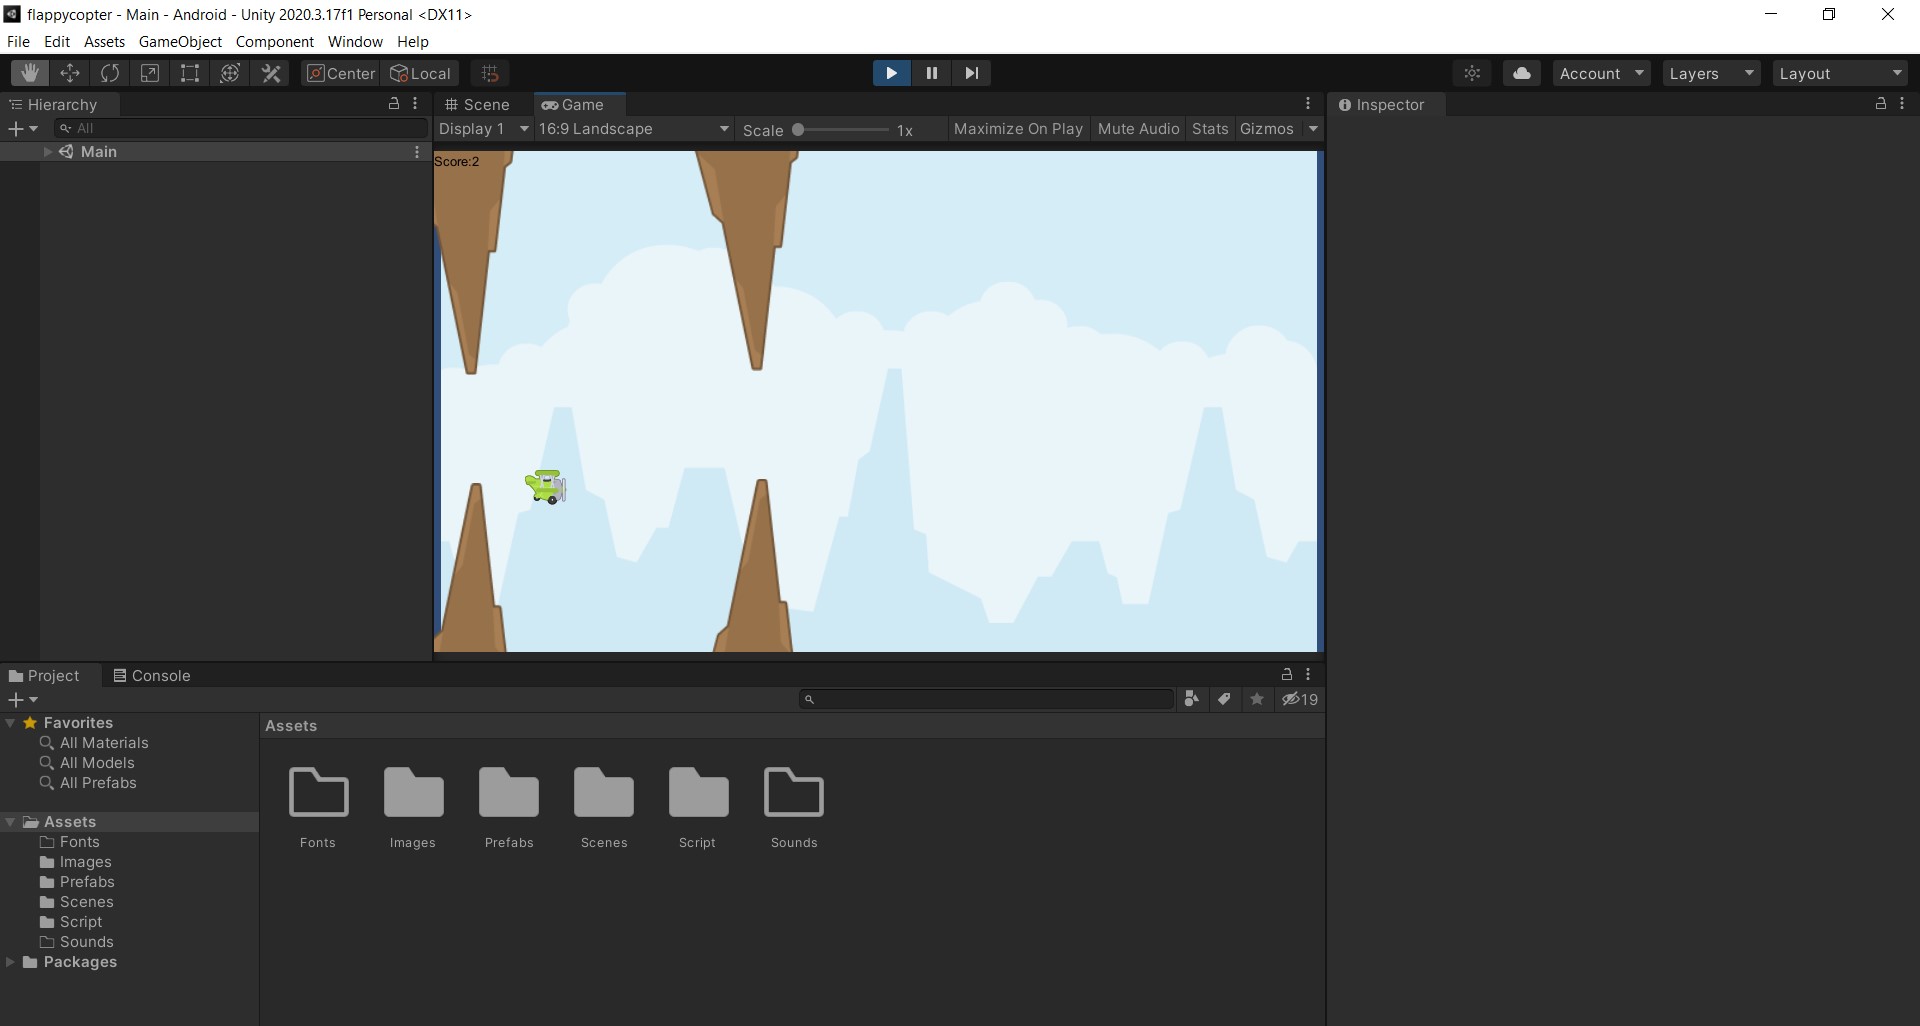 flappycopter - Main - Android - Unity 2020.3.17f1 Personal <DX11>
File Edit Assets GameObject Component Window Help
Center Local Account Layers Layout
Hierarchy
All
Main
Scene Game
Display 1 16:9 Landscape Scale 1x Maximize On Play Mute Audio Stats Gizmos
Score:2
Inspector
Project Console
19
Favorites
All Materials
All Models
All Prefabs
Assets
Fonts
Images
Prefabs
Scenes
Script
Sounds
Packages
Assets
Fonts Images Prefabs Scenes Script Sounds